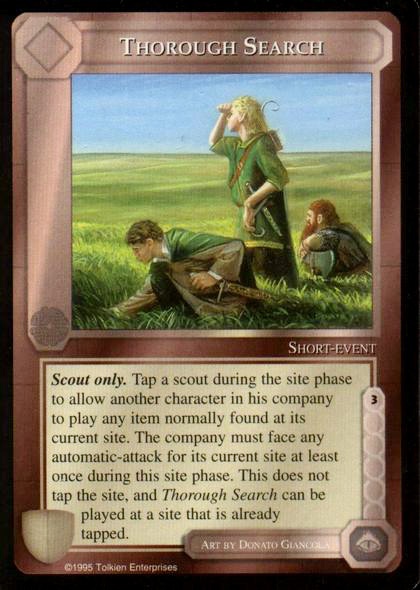 THOROUGH SEARCH
SHORT-EVENT
Scout only. Tap a scout during the site phase
to allow another character in his company
to play any item normally found at its
current site. The company must face any
automatic-attack for its current site at least
once during this site phase. This does not
tap the site, and Thorough Search can be
played at a site that is already
tapped.
3
ART BY DONATO GIANCOLA
©1995 Tolkien Enterprises